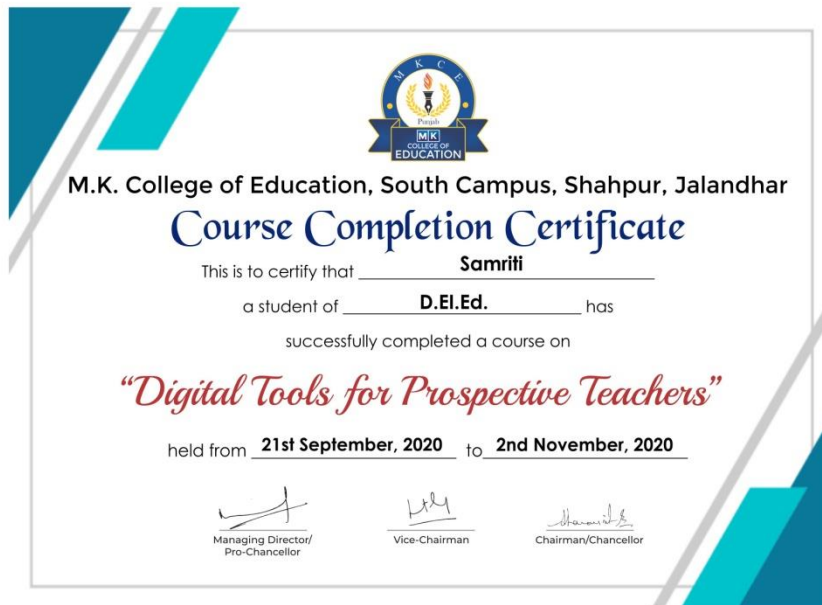 MKCE
Punjab
MK
COLLEGE OF
EDUCATION
M.K. College of Education, South Campus, Shahpur, Jalandhar
Course Completion Certificate
This is to certify that Samriti
a student of D.El.Ed. has
successfully completed a course on
“Digital Tools for Prospective Teachers”
held from 21st September, 2020 to 2nd November, 2020
Managing Director/ Vice-Chairman Chairman/Chancellor
Pro-Chancellor